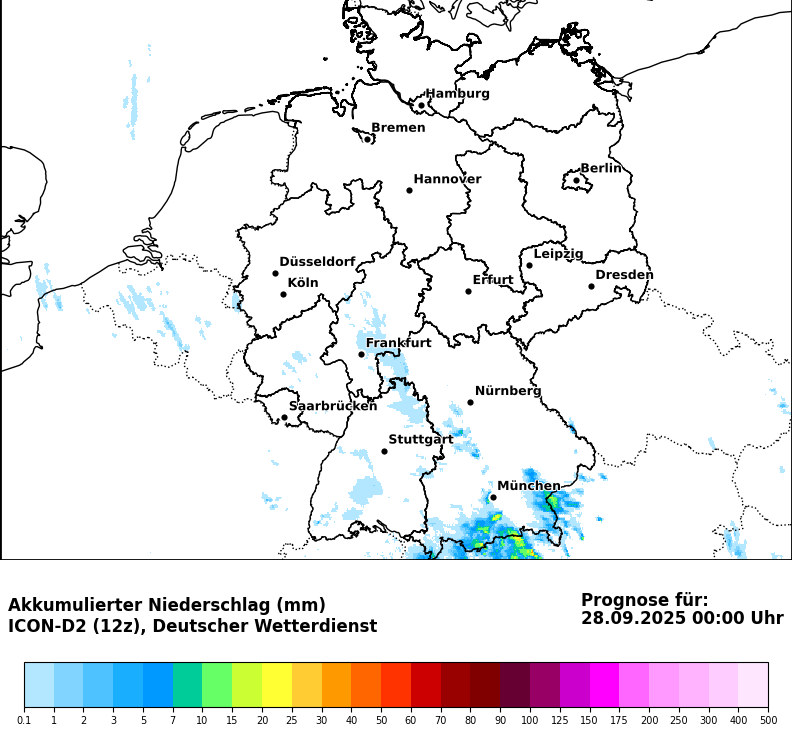 Hamburg
Bremen
Berlin
Hannover
Leipzig
Düsseldorf
Dresden
Köln
Erfurt
Frankfurt
Nürnberg
Saarbrücken
Stuttgart
München
Akkumulierter Niederschlag (mm)
ICON-D2 (12z), Deutscher Wetterdienst
Prognose für:
28.09.2025 00:00 Uhr
0.1 1 2 3 5 7 10 15 20 25 30 40 50 60 70 80 90 100 125 150 175 200 250 300 400 500